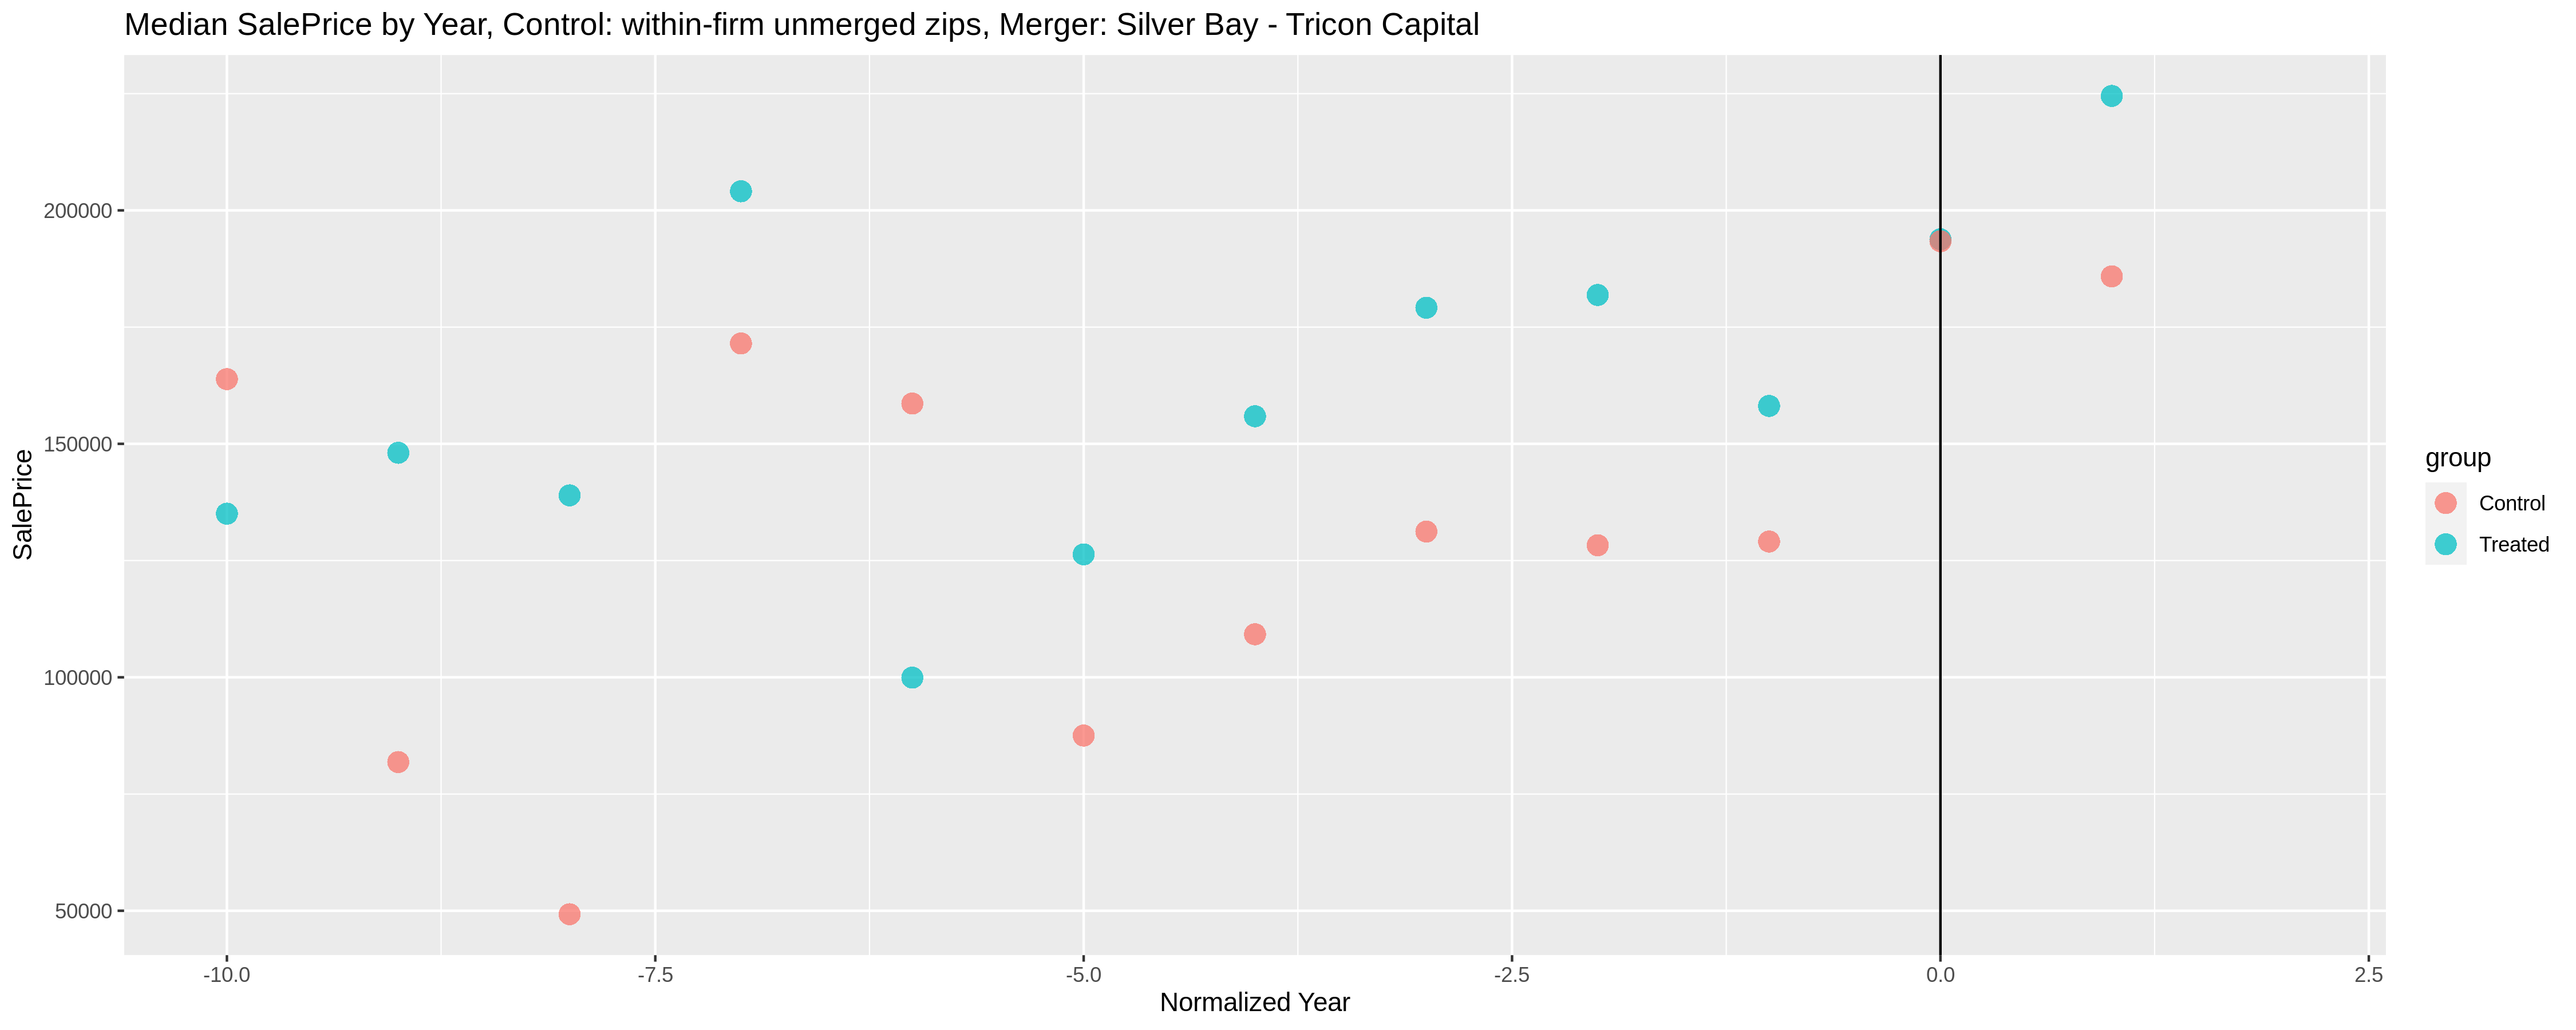 Median SalePrice by Year, Control: within-firm unmerged zips, Merger: Silver Bay - Tricon Capital
SalePrice
200000
150000
100000
50000
-10.0
-7.5
-5.0
-2.5
0.0
2.5
Normalized Year
group
Control
Treated